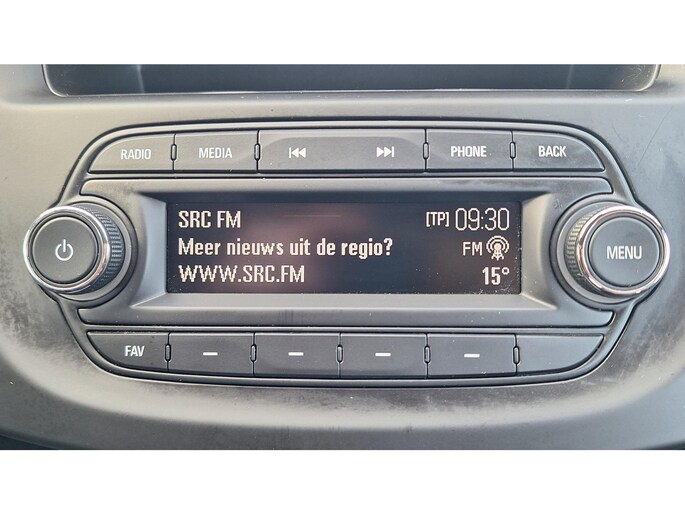 RADIO MEDIA PHONE BACK
SRC FM [TP] 09:30
Meer nieuws uit de regio? FM
WWW.SRC.FM 15°
MENU
FAV